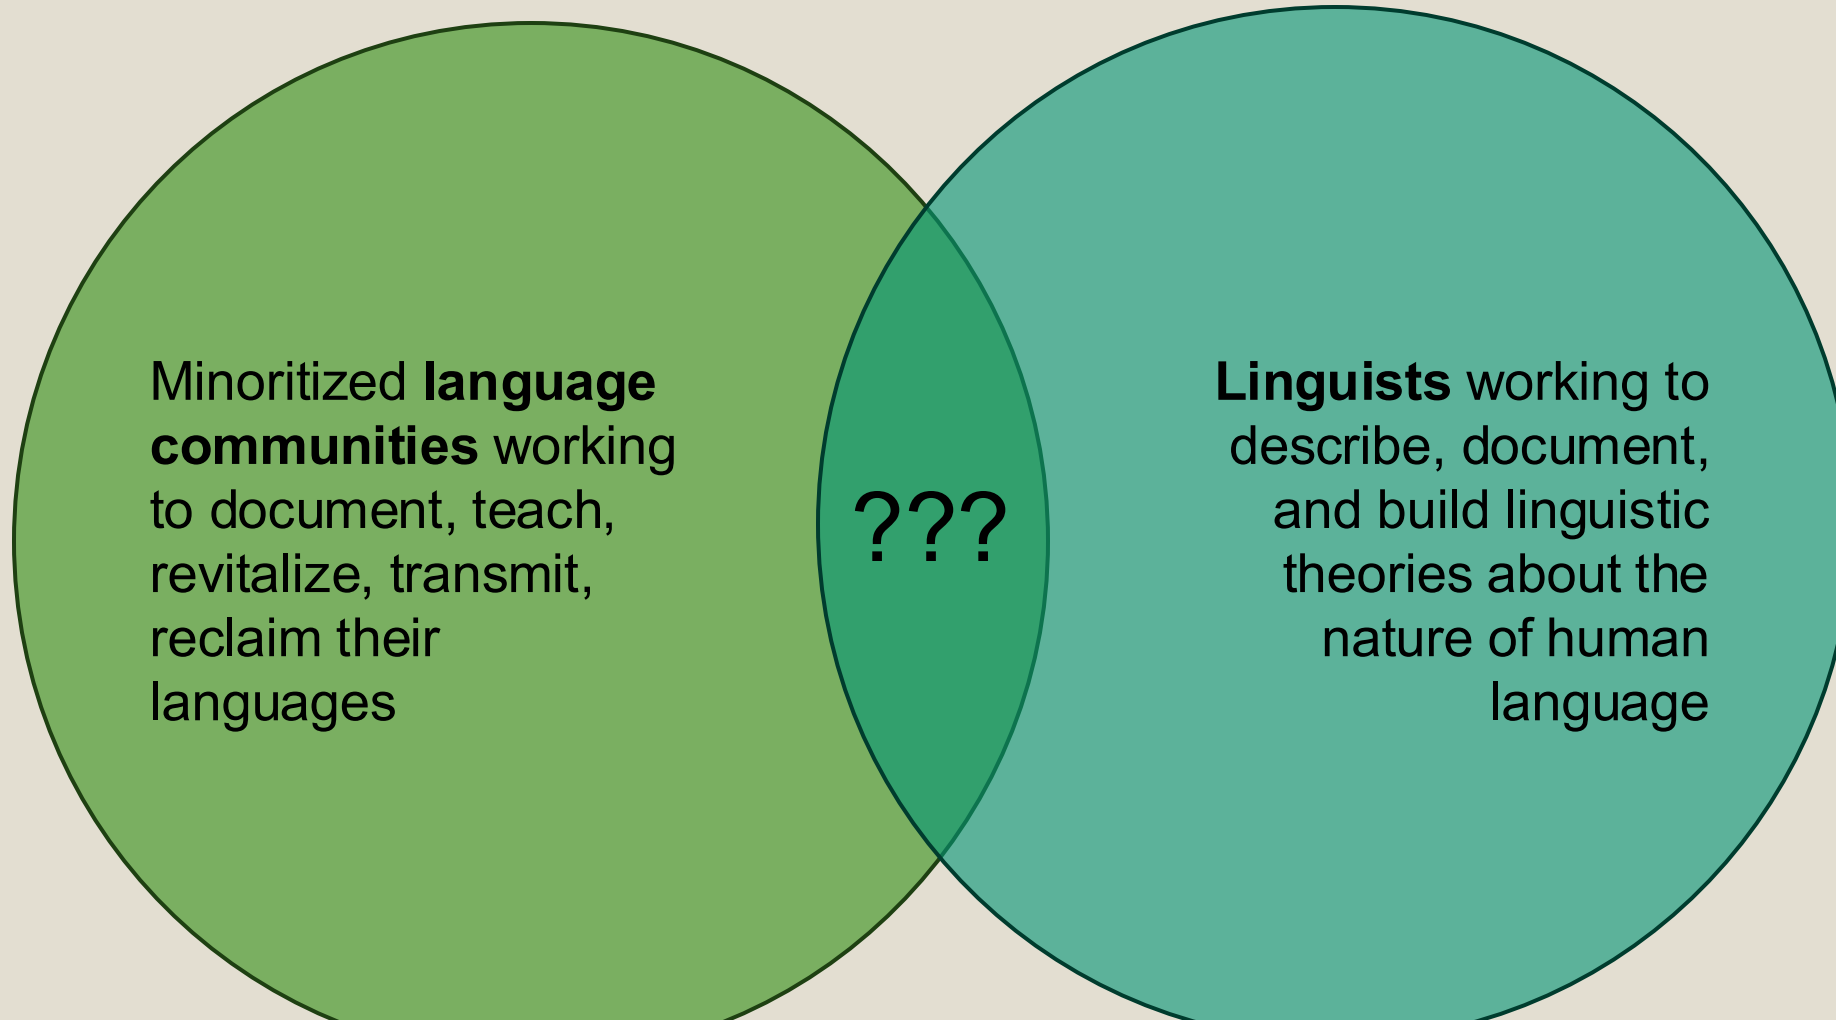 Minoritized language
communities working
to document, teach,
revitalize, transmit,
reclaim their
languages
???
Linguists working to
describe, document,
and build linguistic
theories about the
nature of human
language